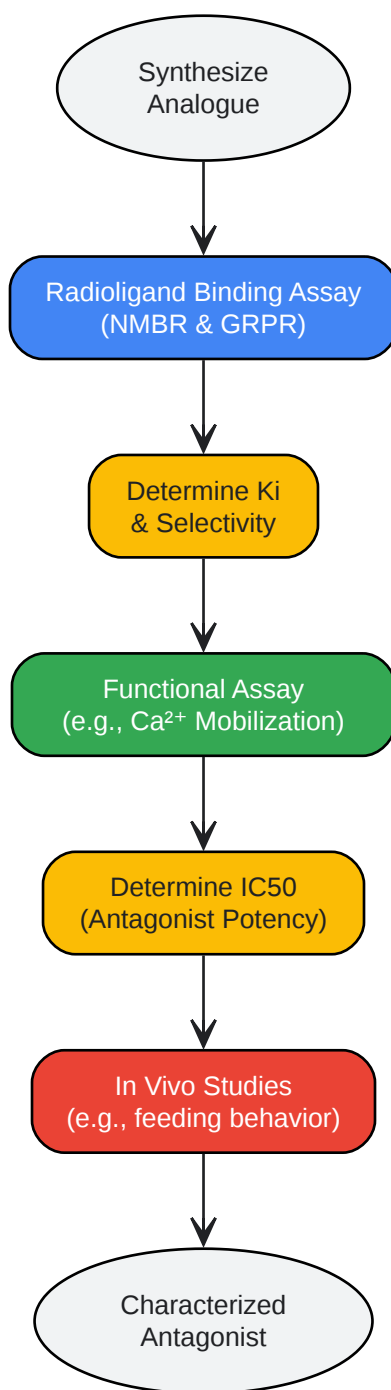 Synthesize
Analogue
Radioligand Binding Assay
(NMBR & GRPR)
Determine Ki
& Selectivity
Functional Assay
(e.g., Ca²⁺ Mobilization)
Determine IC50
(Antagonist Potency)
In Vivo Studies
(e.g., feeding behavior)
Characterized
Antagonist